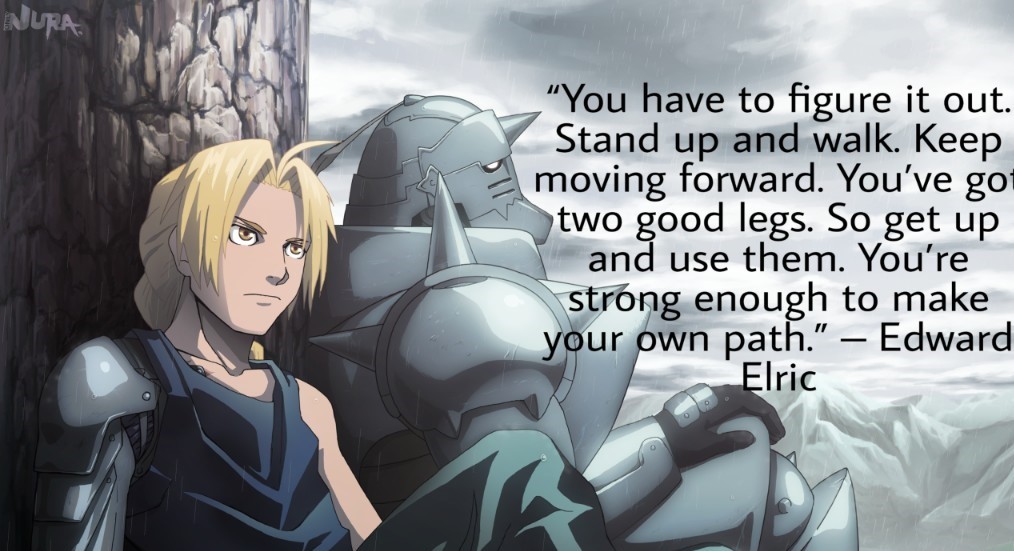 JURA
“You have to figure it out.
Stand up and walk. Keep
moving forward. You’ve got
two good legs. So get up
and use them. You’re
strong enough to make
your own path.” — Edward
Elric